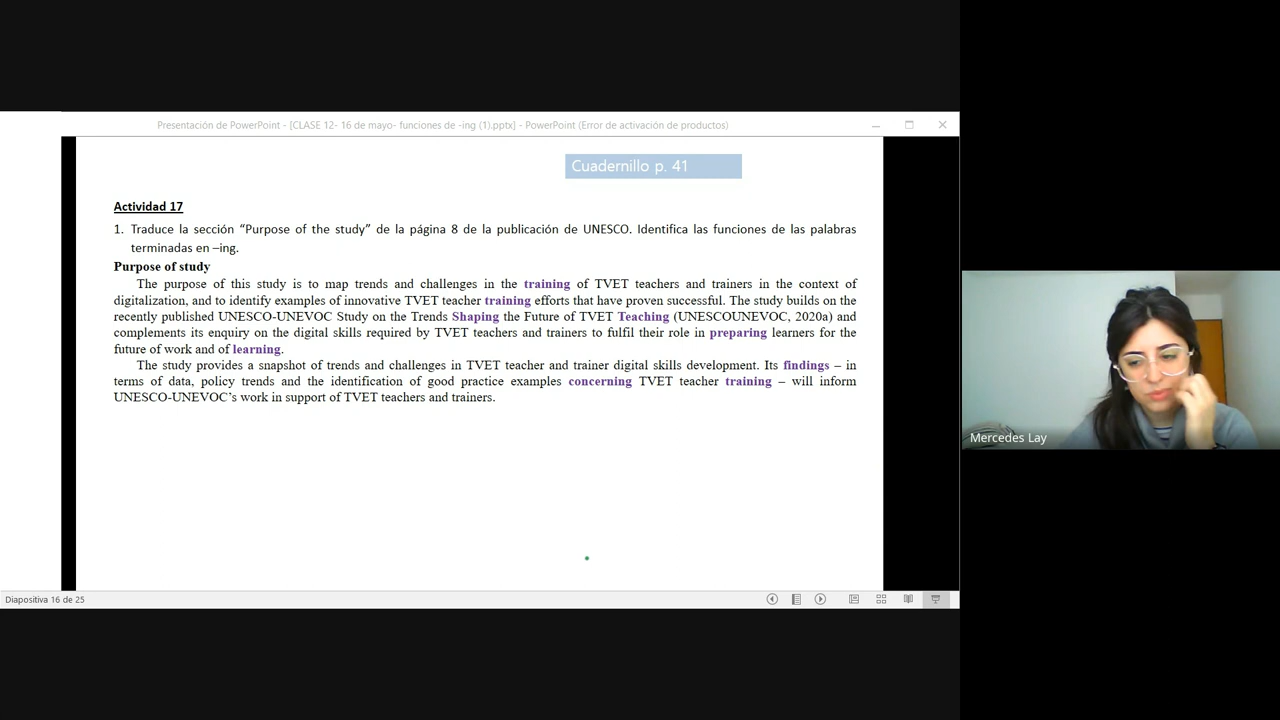 Presentación de PowerPoint - [CLASE 12- 16 de mayo- funciones de -ing (1).pptx] - PowerPoint (Error de activación de productos)
Cuadernillo p. 41
Actividad 17
1. Traduce la sección “Purpose of the study” de la página 8 de la publicación de UNESCO. Identifica las funciones de las palabras
terminadas en –ing.
Purpose of study
The purpose of this study is to map trends and challenges in the training of TVET teachers and trainers in the context of
digitalization, and to identify examples of innovative TVET teacher training efforts that have proven successful. The study builds on the
recently published UNESCO-UNEVOC Study on the Trends Shaping the Future of TVET Teaching (UNESCOUNEVOC, 2020a) and
complements its enquiry on the digital skills required by TVET teachers and trainers to fulfil their role in preparing learners for the
future of work and of learning.
The study provides a snapshot of trends and challenges in TVET teacher and trainer digital skills development. Its findings – in
terms of data, policy trends and the identification of good practice examples concerning TVET teacher training – will inform
UNESCO-UNEVOC’s work in support of TVET teachers and trainers.
Mercedes Lay
Diapositiva 16 de 25